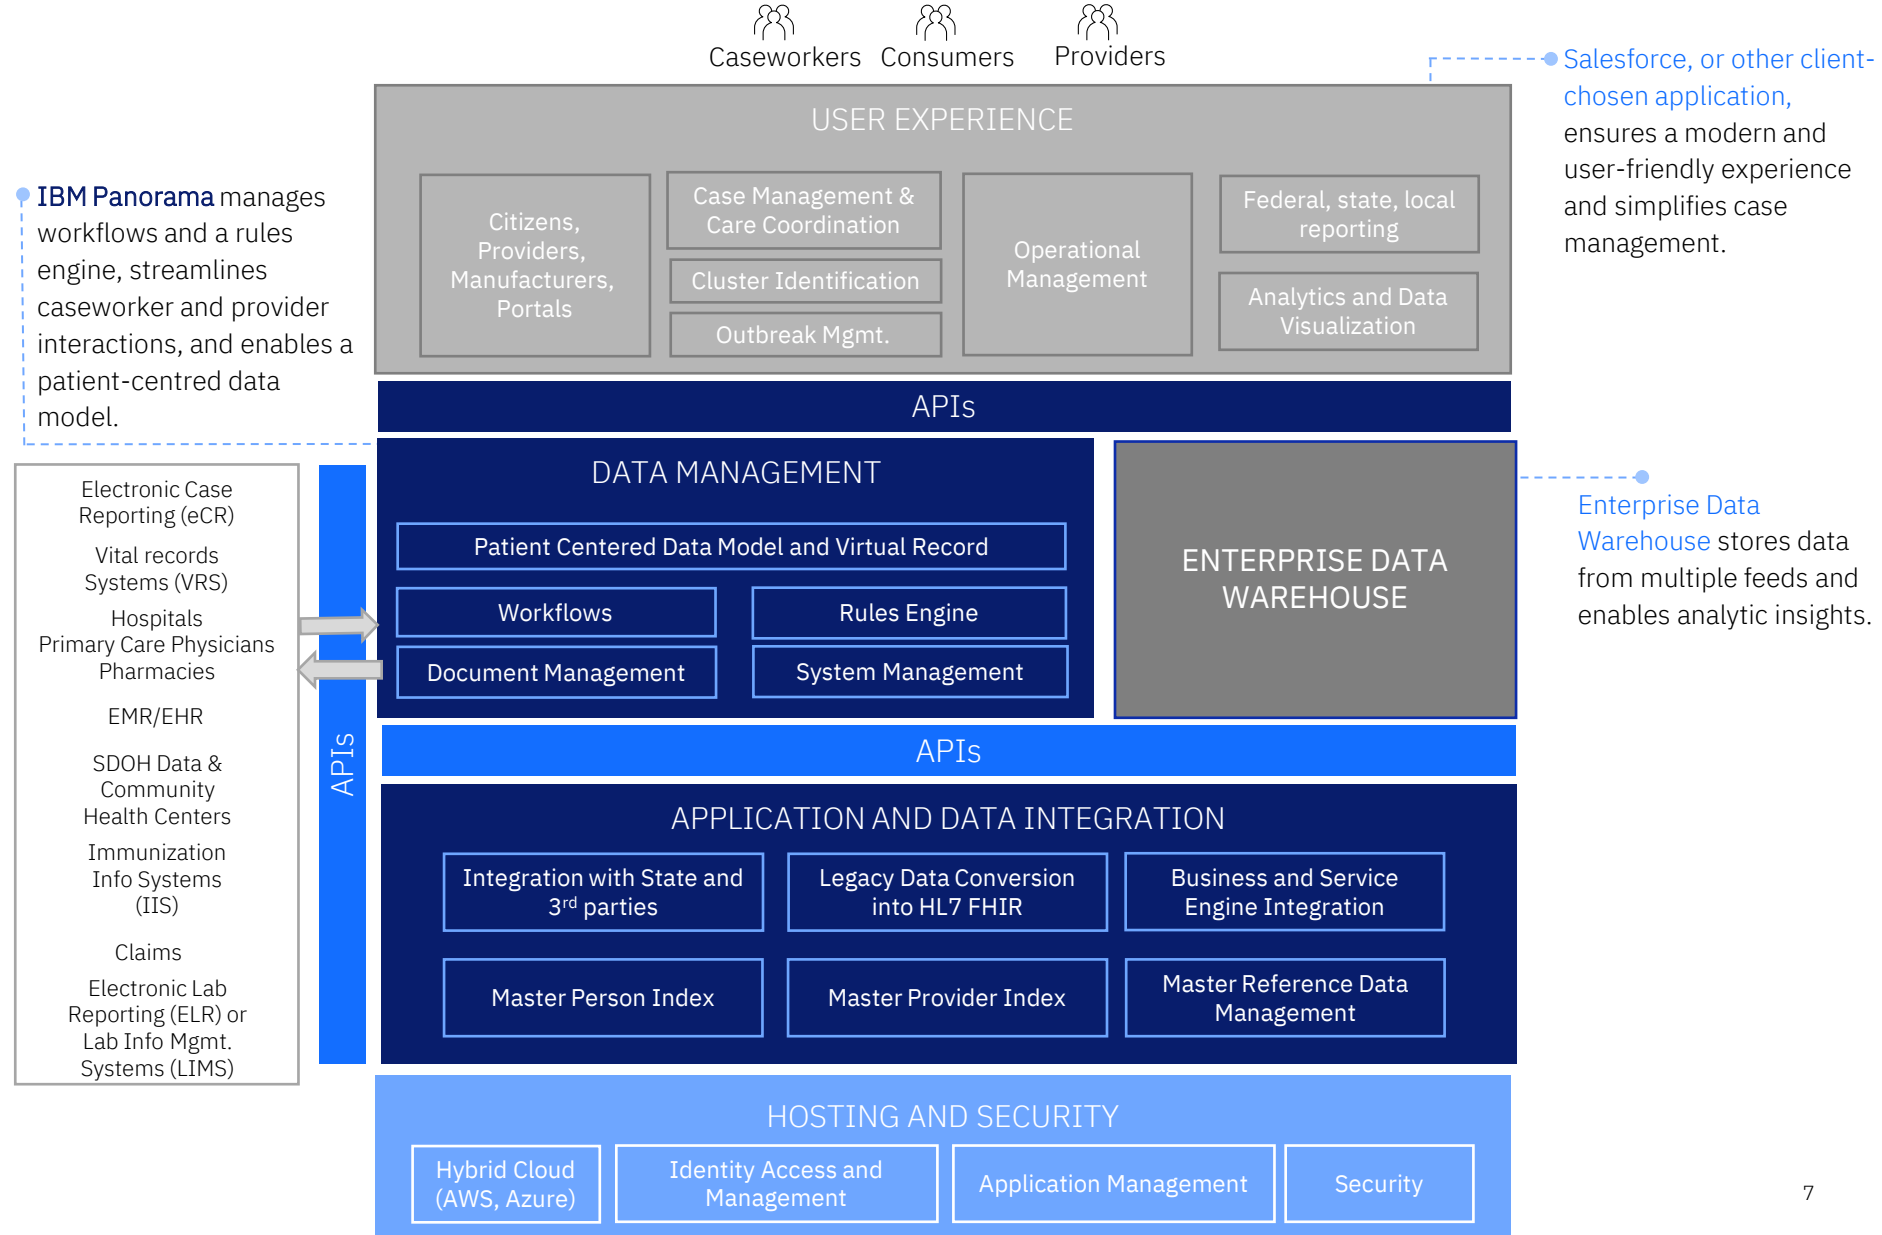 Caseworkers Consumers Providers
Salesforce, or other client-
chosen application,
ensures a modern and
user-friendly experience
and simplifies case
management.
USER EXPERIENCE
Citizens,
Providers,
Manufacturers,
Portals
Case Management &
Care Coordination
Cluster Identification
Outbreak Mgmt.
Operational
Management
Federal, state, local
reporting
Analytics and Data
Visualization
IBM Panorama manages
workflows and a rules
engine, streamlines
caseworker and provider
interactions, and enables a
patient-centred data
model.
APIs
DATA MANAGEMENT
Patient Centered Data Model and Virtual Record
Workflows
Rules Engine
Document Management
System Management
ENTERPRISE DATA
WAREHOUSE
Enterprise Data
Warehouse stores data
from multiple feeds and
enables analytic insights.
Electronic Case
Reporting (eCR)
Vital records
Systems (VRS)
Hospitals
Primary Care Physicians
Pharmacies
EMR/EHR
SDOH Data &
Community
Health Centers
Immunization
Info Systems
(IIS)
Claims
Electronic Lab
Reporting (ELR) or
Lab Info Mgmt.
Systems (LIMS)
APIs
APIs
APPLICATION AND DATA INTEGRATION
Integration with State and
3rd parties
Legacy Data Conversion
into HL7 FHIR
Business and Service
Engine Integration
Master Person Index
Master Provider Index
Master Reference Data
Management
HOSTING AND SECURITY
Hybrid Cloud
(AWS, Azure)
Identity Access and
Management
Application Management
Security
7